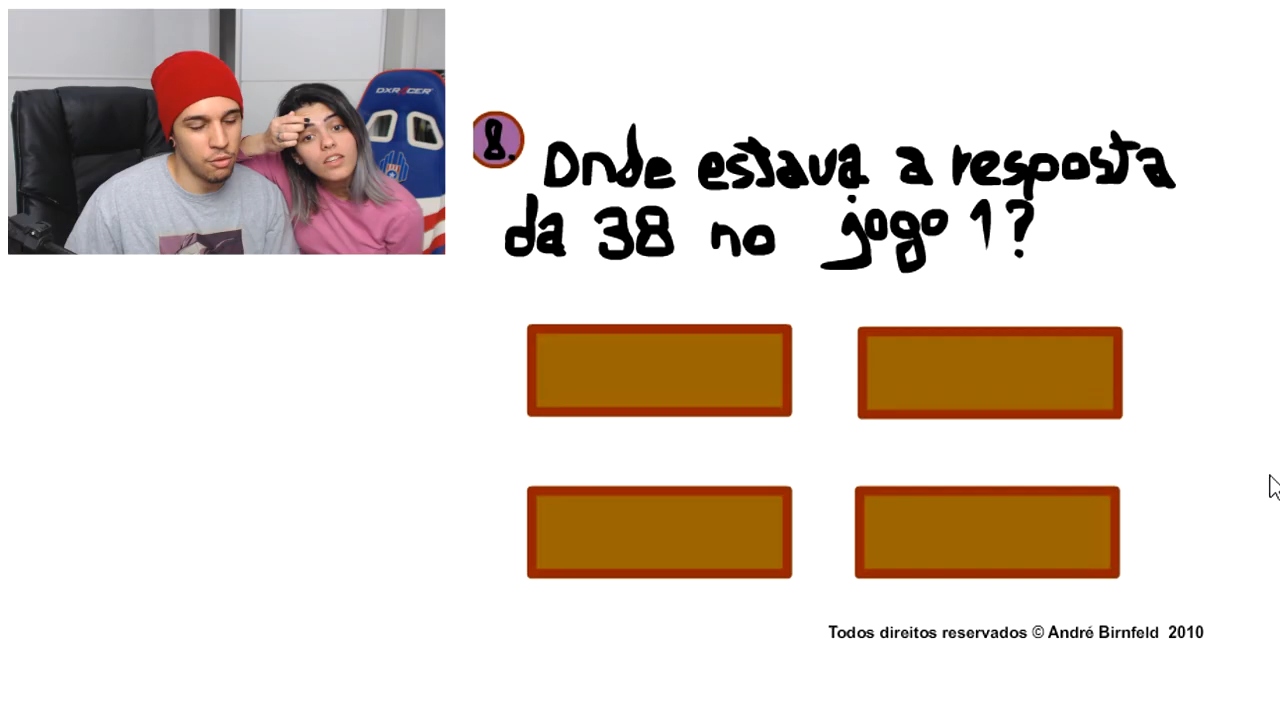 DXRACER
8.
Onde estava a resposta
da 38 no jogo 1?
Todos direitos reservados © André Birnfeld 2010